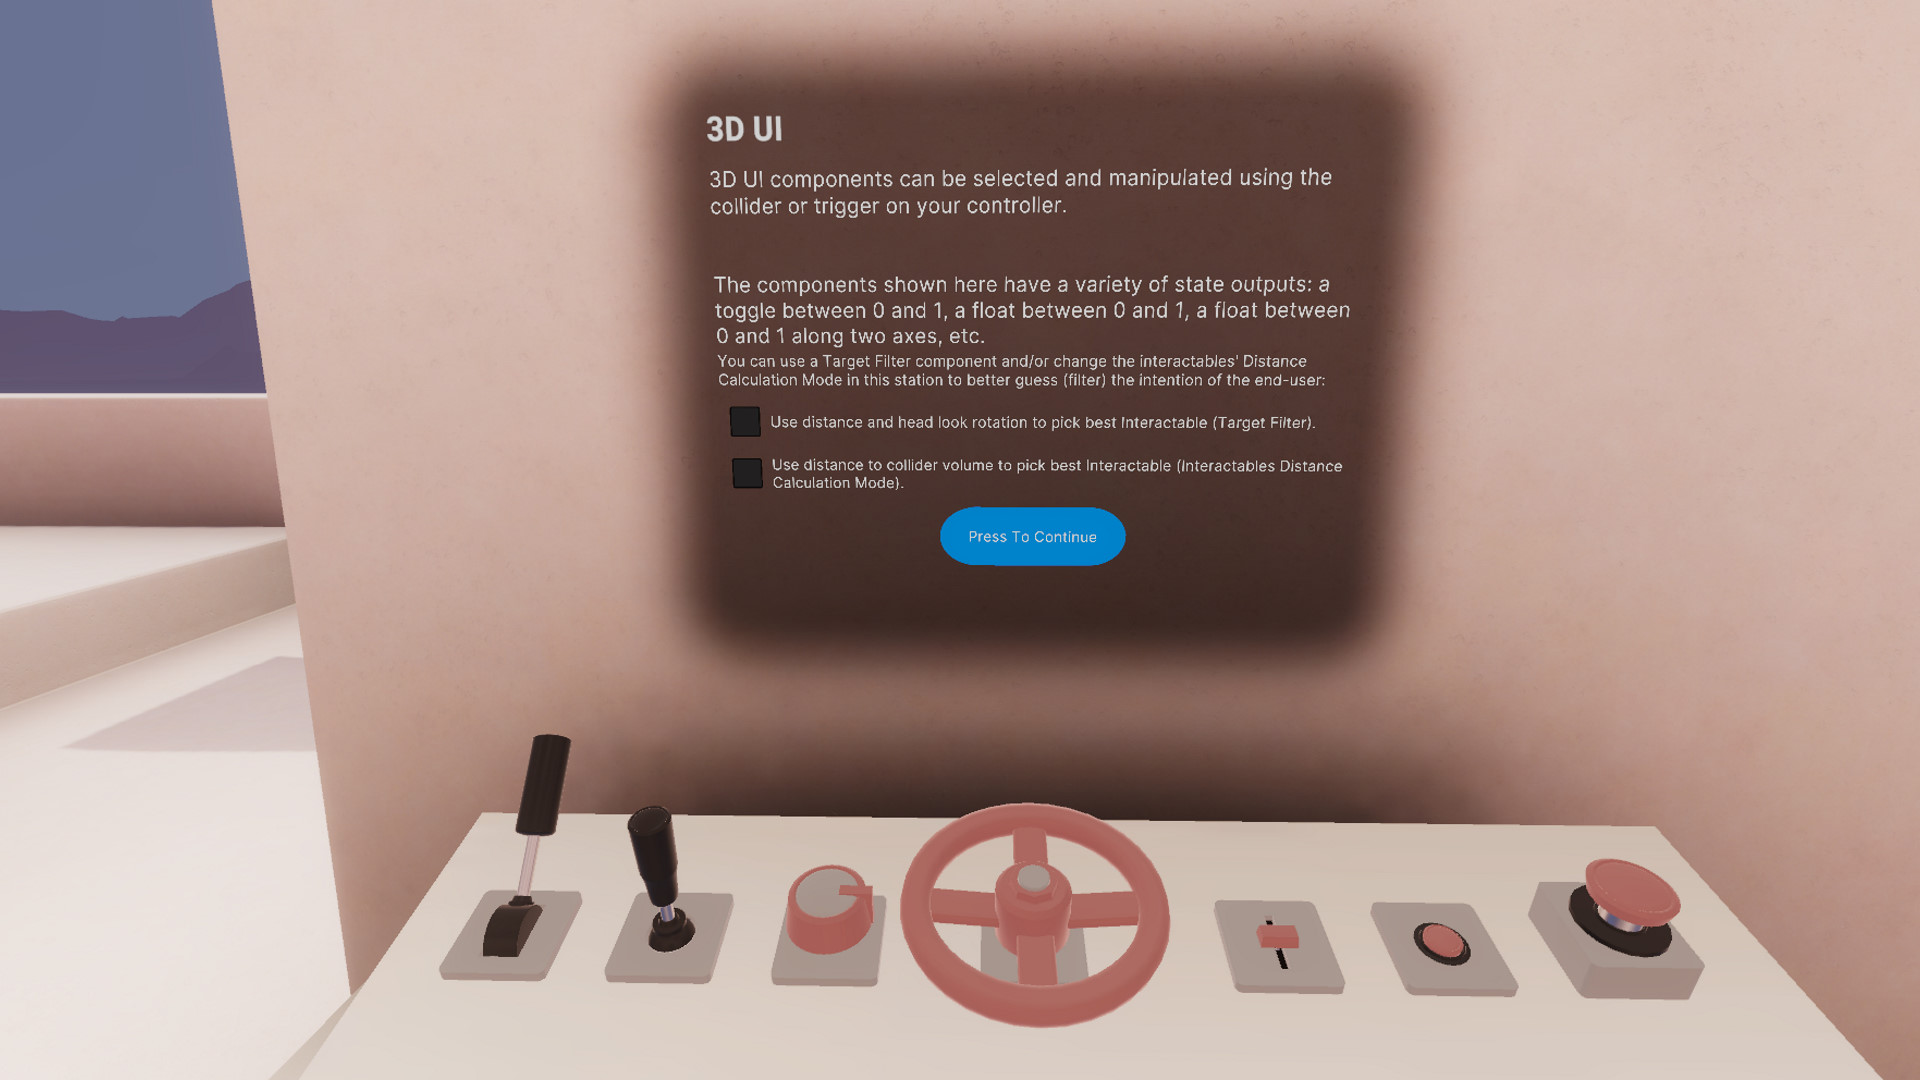 3D UI
3D UI components can be selected and manipulated using the
collider or trigger on your controller.
The components shown here have a variety of state outputs: a
toggle between 0 and 1, a float between 0 and 1, a float between
0 and 1 along two axes, etc.
You can use a Target Filter component and/or change the interactables' Distance
Calculation Mode in this station to better guess (filter) the intention of the end-user:
Use distance and head look rotation to pick best Interactable (Target Filter).
Use distance to collider volume to pick best Interactable (Interactables Distance
Calculation Mode).
Press To Continue